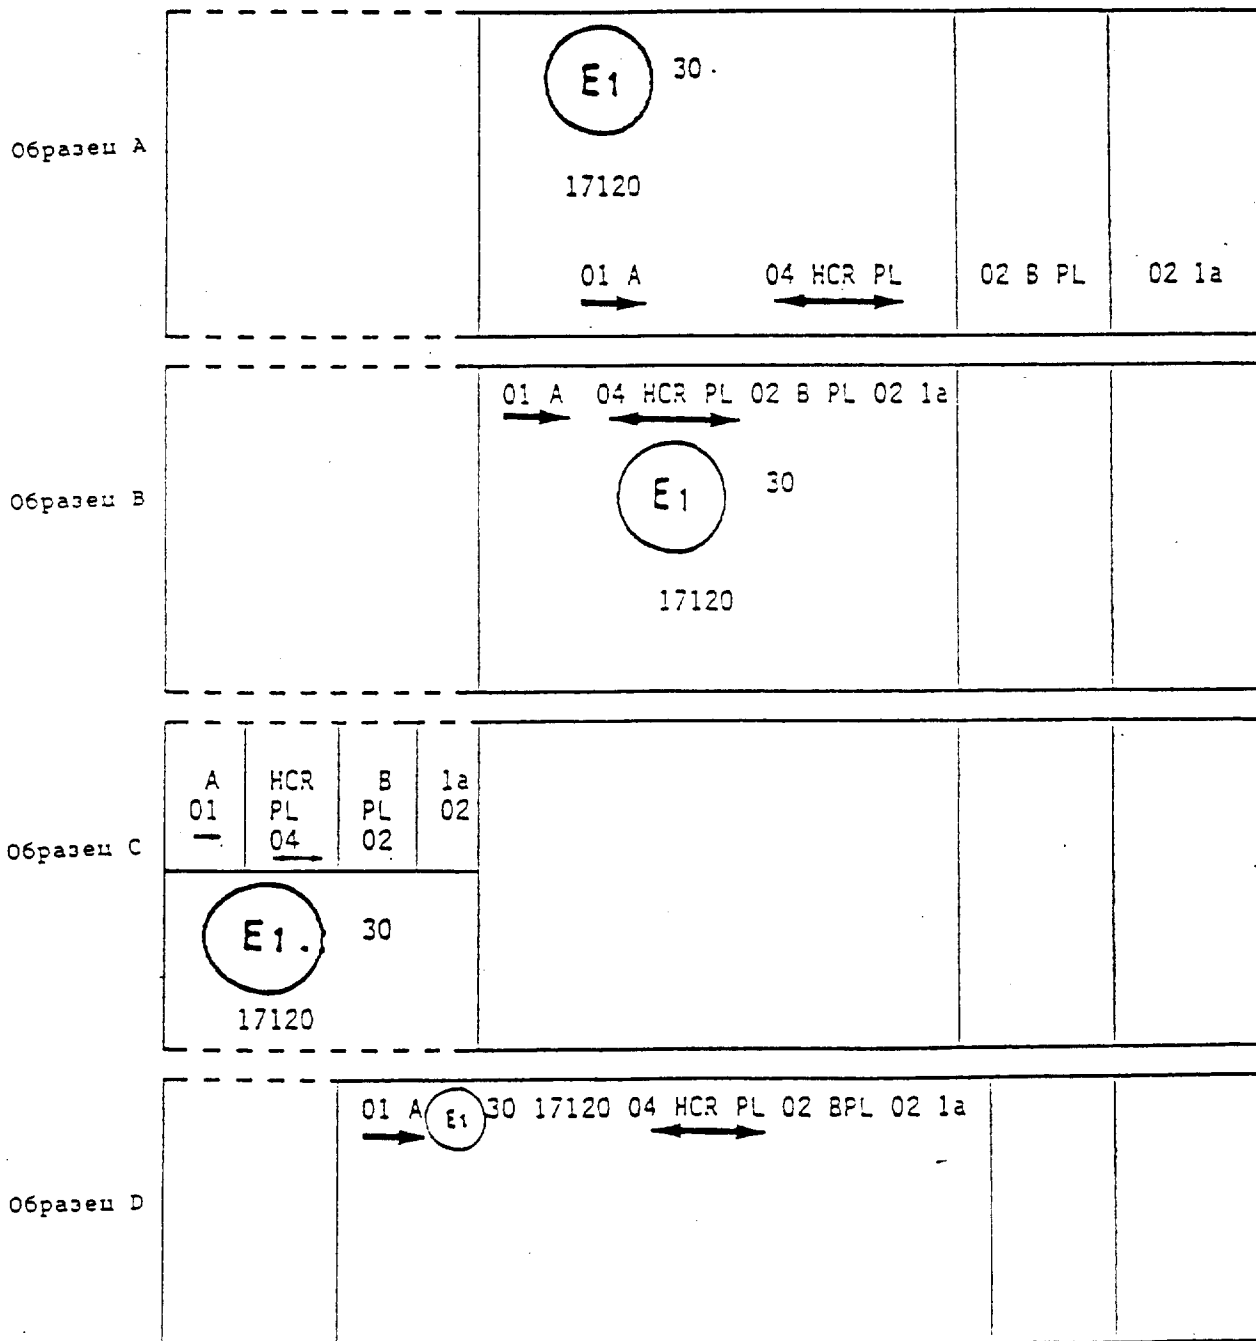 Образец A
E1 30
17120
01 A 04 HCR PL 02 B PL 02 1a
Образец B
01 A 04 HCR PL 02 B PL 02 1a
E1 30
17120
Образец C
A HCR B 1a
01 PL PL 02
04 02
E1 30
17120
Образец D
01 A E1 30 17120 04 HCR PL 02 BPL 02 1a